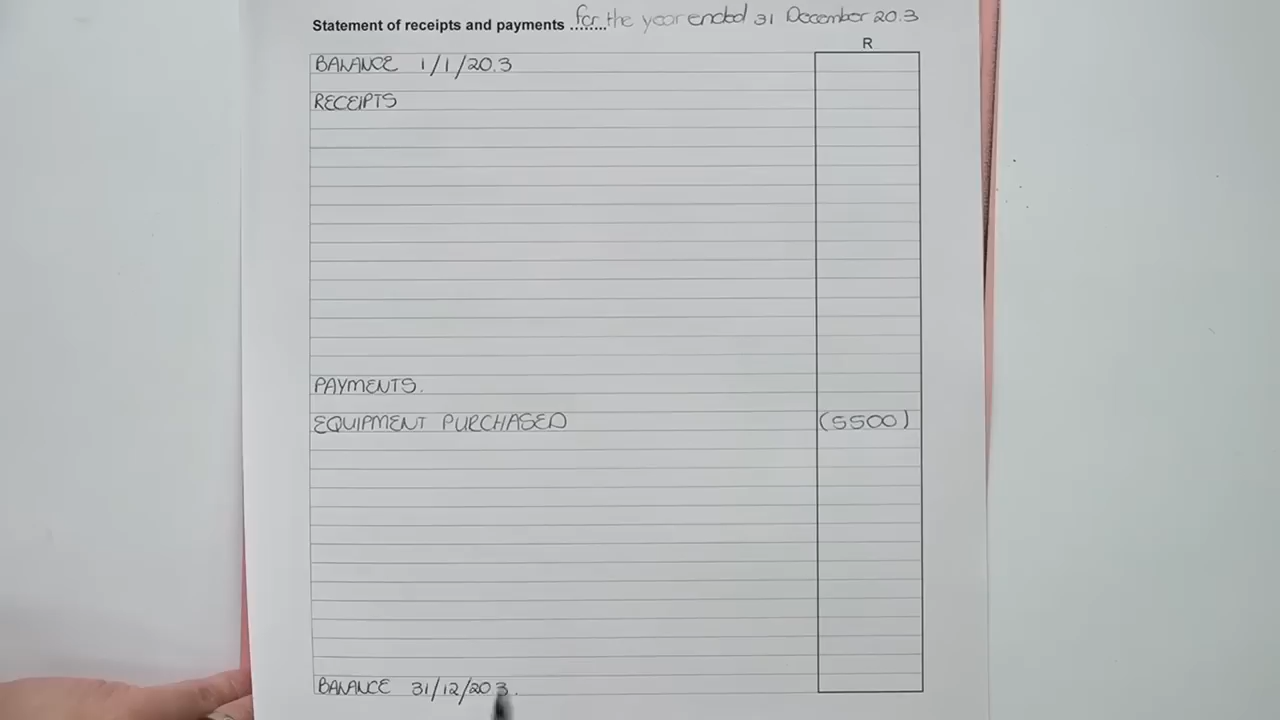 Statement of receipts and payments ........for the year ended 31 December 20.3
R
BALANCE 1/1/20.3
RECEIPTS
PAYMENTS.
EQUIPMENT PURCHASED (5500)
BALANCE 31/12/20.3.